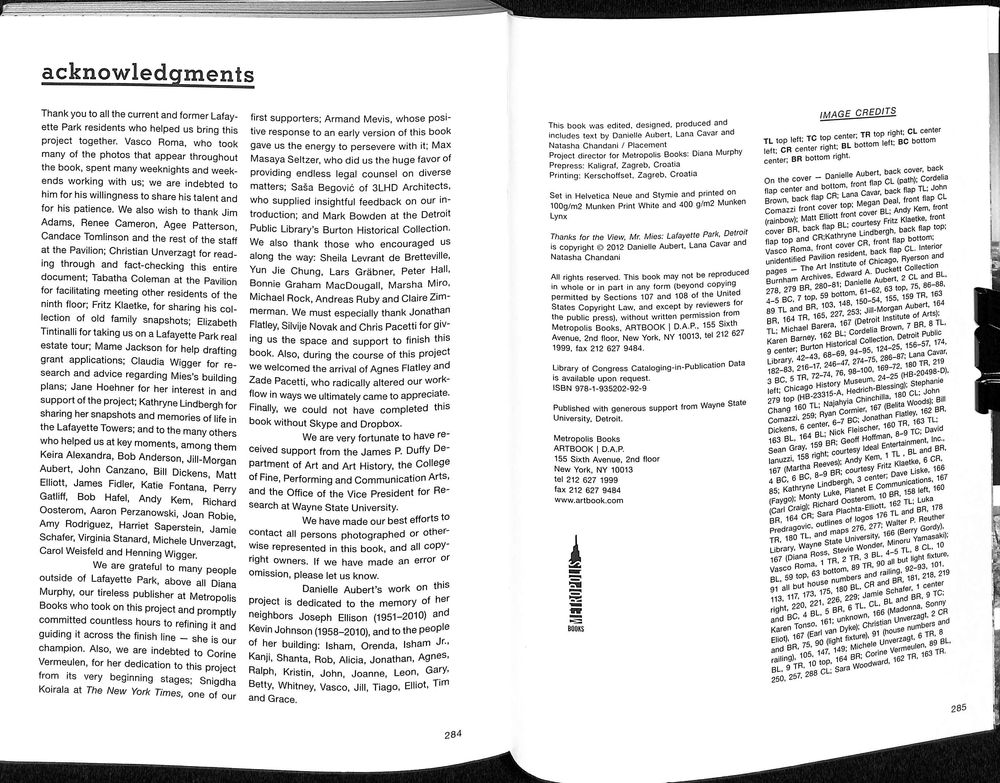 acknowledgments
Thank you to all the current and former Lafay-
ette Park residents who helped us bring this
project together. Vasco Roma, who took
many of the photos that appear throughout
the book, spent many weeknights and week-
ends working with us; we are indebted to
him for his willingness to share his talent and
for his patience. We also wish to thank Jim
Adams, Renee Cameron, Agee Patterson,
Candace Tomlinson and the rest of the staff
at the Pavilion; Christian Unverzagt for read-
ing through and fact-checking this entire
document; Tabatha Coleman at the Pavilion
for facilitating meeting other residents of the
ninth floor; Fritz Klaetke, for sharing his col-
lection of old family snapshots; Elizabeth
Tintinalli for taking us on a Lafayette Park real
estate tour; Mame Jackson for help drafting
grant applications; Claudia Wigger for re-
search and advice regarding Mies's building
plans; Jane Hoehner for her interest in and
support of the project; Kathryne Lindbergh for
sharing her snapshots and memories of life in
the Lafayette Towers; and to the many others
who helped us at key moments, among them
Keira Alexandra, Bob Anderson, Jill-Morgan
Aubert, John Canzano, Bill Dickens, Matt
Elliott, James Fidler, Katie Fontana, Perry
Gatliff, Bob Hafel, Andy Kem, Richard
Oosterom, Aaron Perzanowski, Joan Robie,
Amy Rodriguez, Harriet Saperstein, Jamie
Schafer, Virginia Stanard, Michele Unverzagt,
Carol Weisfeld and Henning Wigger.
We are grateful to many people
outside of Lafayette Park, above all Diana
Murphy, our tireless publisher at Metropolis
Books who took on this project and promptly
committed countless hours to refining it and
guiding it across the finish line — she is our
champion. Also, we are indebted to Corine
Vermeulen, for her dedication to this project
from its very beginning stages; Snigdha
Koirala at The New York Times, one of our
first supporters; Armand Mevis, whose posi-
tive response to an early version of this book
gave us the energy to persevere with it; Max
Masaya Seltzer, who did us the huge favor of
providing endless legal counsel on diverse
matters; Saša Begović of 3LHD Architects,
who supplied insightful feedback on our in-
troduction; and Mark Bowden at the Detroit
Public Library's Burton Historical Collection.
We also thank those who encouraged us
along the way: Sheila Levrant de Bretteville,
Yun Jie Chung, Lars Gräbner, Peter Hall,
Bonnie Graham MacDougall, Marsha Miro,
Michael Rock, Andreas Ruby and Claire Zim-
merman. We must especially thank Jonathan
Flatley, Silvije Novak and Chris Pacetti for giv-
ing us the space and support to finish this
book. Also, during the course of this project
we welcomed the arrival of Agnes Flatley and
Zade Pacetti, who radically altered our work-
flow in ways we ultimately came to appreciate.
Finally, we could not have completed this
book without Skype and Dropbox.
We are very fortunate to have re-
ceived support from the James P. Duffy De-
partment of Art and Art History, the College
of Fine, Performing and Communication Arts,
and the Office of the Vice President for Re-
search at Wayne State University.
We have made our best efforts to
contact all persons photographed or other-
wise represented in this book, and all copy-
right owners. If we have made an error or
omission, please let us know.
Danielle Aubert's work on this
project is dedicated to the memory of her
neighbors Joseph Ellison (1951–2010) and
Kevin Johnson (1958–2010), and to the people
of her building: Isham, Orenda, Isham Jr.,
Kanji, Shanta, Rob, Alicia, Jonathan, Agnes,
Ralph, Kristin, John, Joanne, Leon, Gary,
Betty, Whitney, Vasco, Jill, Tiago, Elliot, Tim
and Grace.
284
This book was edited, designed, produced and
includes text by Danielle Aubert, Lana Cavar and
Natasha Chandani / Placement
Project director for Metropolis Books: Diana Murphy
Prepress: Kaligraf, Zagreb, Croatia
Printing: Kerschoffset, Zagreb, Croatia
Set in Helvetica Neue and Stymie and printed on
100g/m2 Munken Print White and 400 g/m2 Munken
Lynx
Thanks for the View, Mr. Mies: Lafayette Park, Detroit
is copyright © 2012 Danielle Aubert, Lana Cavar and
Natasha Chandani
All rights reserved. This book may not be reproduced
in whole or in part in any form (beyond copying
permitted by Sections 107 and 108 of the United
States Copyright Law, and except by reviewers for
the public press), without written permission from
Metropolis Books, ARTBOOK | D.A.P., 155 Sixth
Avenue, 2nd floor, New York, NY 10013, tel 212 627
1999, fax 212 627 9484.
Library of Congress Cataloging-in-Publication Data
is available upon request.
ISBN 978-1-935202-92-9
Published with generous support from Wayne State
University, Detroit.
Metropolis Books
ARTBOOK | D.A.P.
155 Sixth Avenue, 2nd floor
New York, NY 10013
tel 212 627 1999
fax 212 627 9484
www.artbook.com
METROPOLIS
BOOKS
IMAGE CREDITS
TL top left; TC top center; TR top right; CL center
left; CR center right; BL bottom left; BC bottom
center; BR bottom right.
On the cover — Danielle Aubert, back cover, back
flap center and bottom, front flap CL (path); Cordelia
Brown, back flap CR; Lana Cavar, back flap TL; John
Comazzi front cover top; Megan Deal, front flap CL
(rainbow); Matt Elliott front cover BL; Andy Kem, front
cover BR, back flap BL; courtesy Fritz Klaetke, front
flap top and CR;Kathryne Lindbergh, back flap top;
Vasco Roma, front cover CR, front flap bottom;
unidentified Pavilion resident, back flap CL. Interior
pages — The Art Institute of Chicago, Ryerson and
Burnham Archives, Edward A. Duckett Collection
278, 279 BR, 280–81; Danielle Aubert, 2 CL and BL,
4–5 BC, 7 top, 59 bottom, 61–62, 63 top, 75, 86–88,
89 TL and BR, 103, 148, 150–54, 155, 159 TR, 163
BR, 164 TR, 165, 227, 253; Jill-Morgan Aubert, 164
TL; Michael Barera, 167 (Detroit Institute of Arts);
Karen Barney, 162 BL; Cordelia Brown, 7 BR, 8 TL,
9 center; Burton Historical Collection, Detroit Public
Library, 42–43, 68–69, 94–95, 124–25, 156–57, 174,
182–83, 216–17, 246–47, 274–75, 286–87; Lana Cavar,
3 BC, 5 TR, 72–74, 76, 98–100, 169–72, 180 TR, 219
left; Chicago History Museum, 24–25 (HB-20498-D),
279 top (HB-23315-A, Hedrich-Blessing); Stephanie
Chang 160 TL; Najahyia Chinchilla, 180 CL; John
Comazzi, 259; Ryan Cormier, 167 (Belita Woods); Bill
Dickens, 6 center, 6–7 BC; Jonathan Flatley, 162 BR,
163 BL, 164 BL; Nick Fleischer, 160 TR, 163 TL;
Sean Gray, 159 BR; Geoff Hoffman, 8–9 TC; David
Ianuzzi, 158 right; courtesy Ideal Entertainment, Inc.,
167 (Martha Reeves); Andy Kem, 1 TL , BL and BR,
4 BC, 6 BC, 8–9 BR; courtesy Fritz Klaetke, 6 CR,
85; Kathryne Lindbergh, 3 center; Dave Liske, 166
(Faygo); Monty Luke, Planet E Communications, 167
(Carl Craig); Richard Oosterom, 10 BR, 158 left, 160
BR, 164 CR; Sara Plachta-Elliott, 162 TL; Luka
Predragovic, outlines of logos 176 TL and BR, 178
TR, 180 TL, and maps 276, 277; Walter P. Reuther
Library, Wayne State University, 166 (Berry Gordy),
167 (Diana Ross, Stevie Wonder, Minoru Yamasaki);
Vasco Roma, 1 TR, 2 TR, 3 BL, 4–5 TL, 8 CL, 10
BL, 59 top, 63 bottom, 89 TR, 90 all but light fixture,
91 all but house numbers and railing, 92–93, 101,
113, 117, 173, 175, 180 BL, CR and BR, 181, 218, 219
right, 220, 221, 226, 229; Jamie Schafer, 1 center
and BC, 4 BL, 5 BR, 6 TL, CL, BL and BR, 9 TC;
Karen Tonso, 161; unknown, 166 (Madonna, Sonny
Eliot), 167 (Earl van Dyke); Christian Unverzagt, 2 CR
and BR, 75, 90 (light fixture), 91 (house numbers and
railing), 105, 147, 149; Michele Unverzagt, 6 TR, 8
BL, 9 TR, 10 top, 164 BR; Corine Vermeulen, 89 BL,
250, 257, 288 CL; Sara Woodward, 162 TR, 163 TR.
285